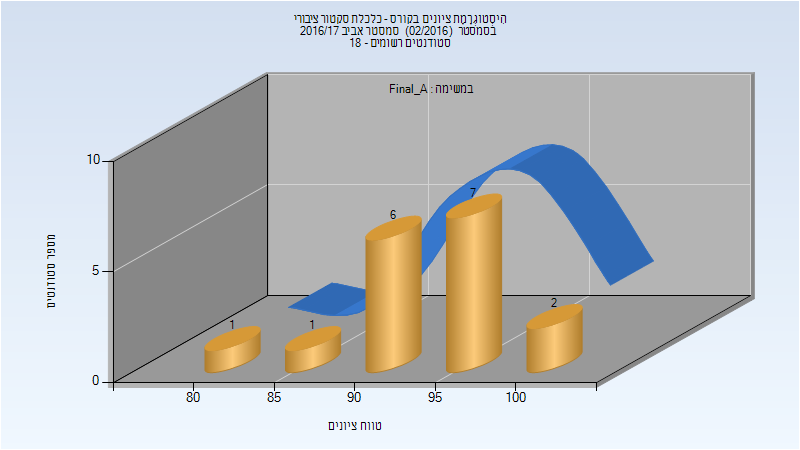 היסטוגרמת ציונים בקורס - כלכלת סקטור ציבורי
בסמסטר (02/2016) סמסטר אביב 2016/17
סטודנטים רשומים - 18
במשימה : Final_A
מספר סטודנטים
10
5
0
1
1
6
7
2
80
85
90
95
100
טווח ציונים